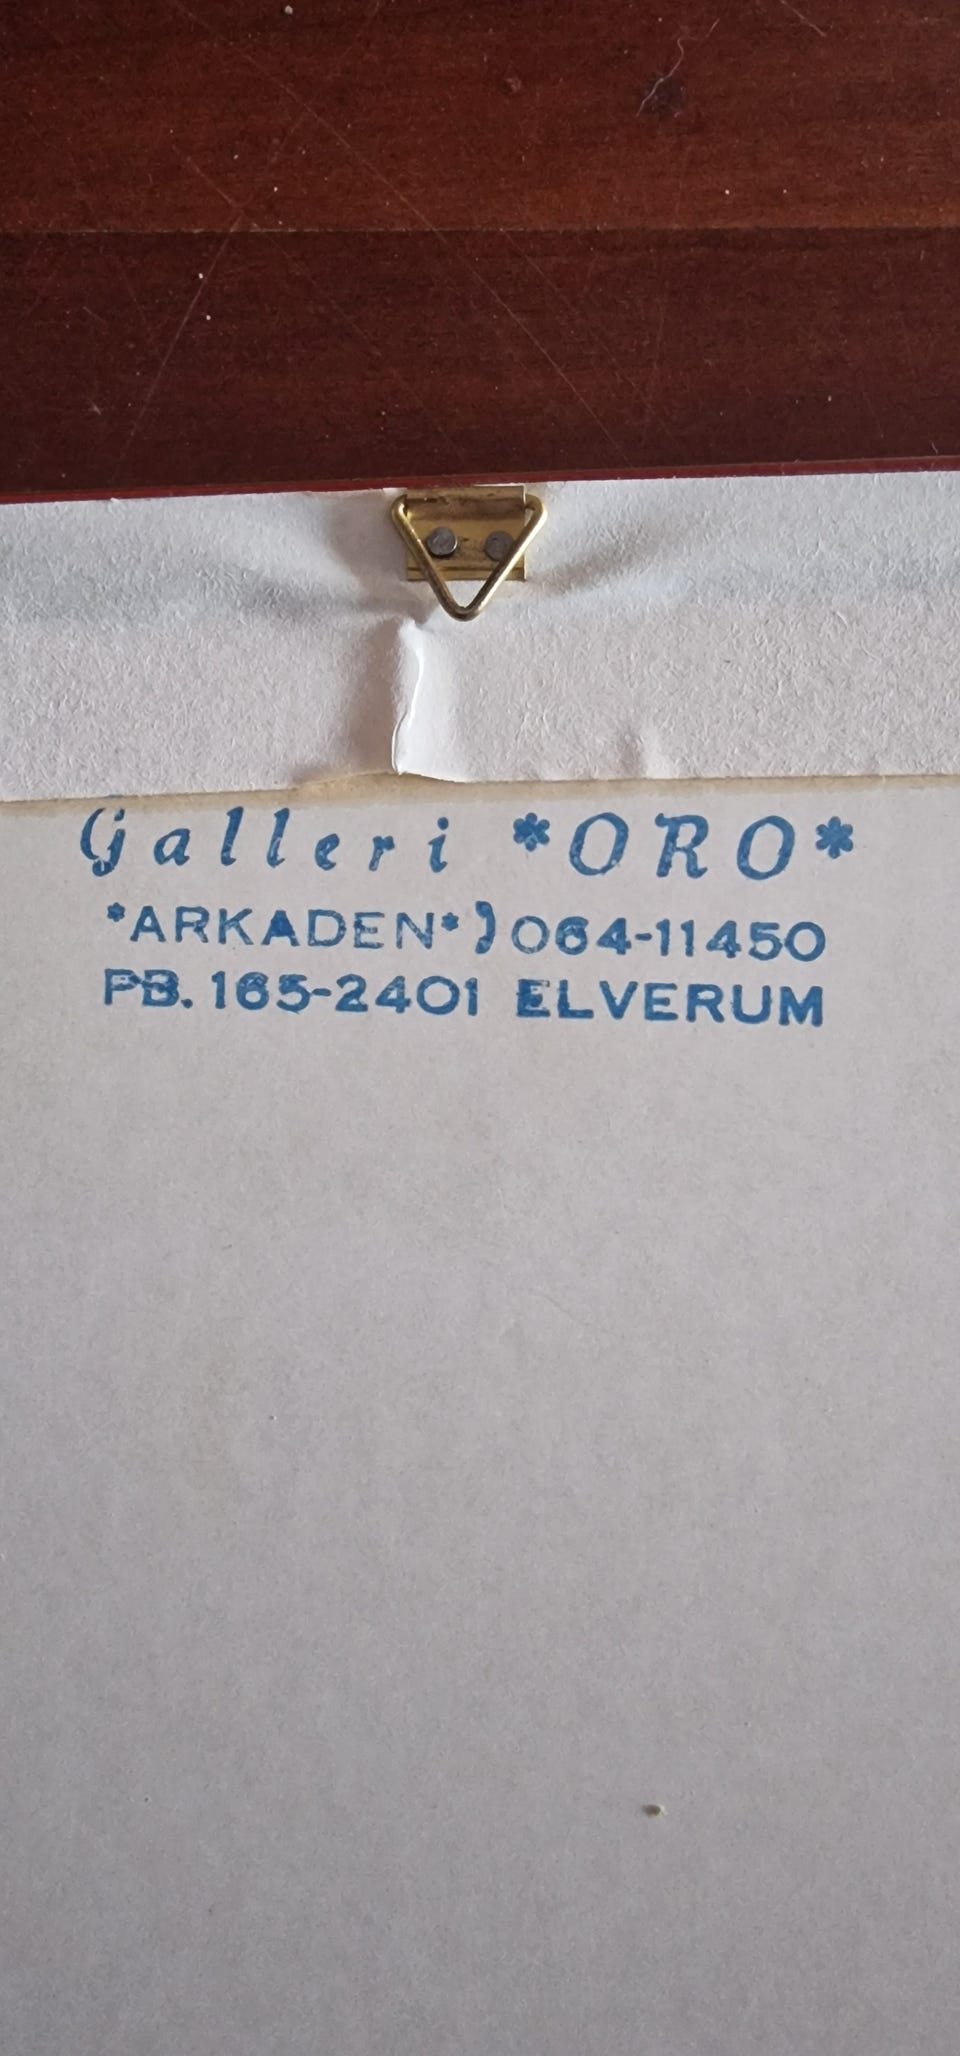 Galleri *ORO*
*ARKADEN* 064-11450
PB. 165-2401 ELVERUM